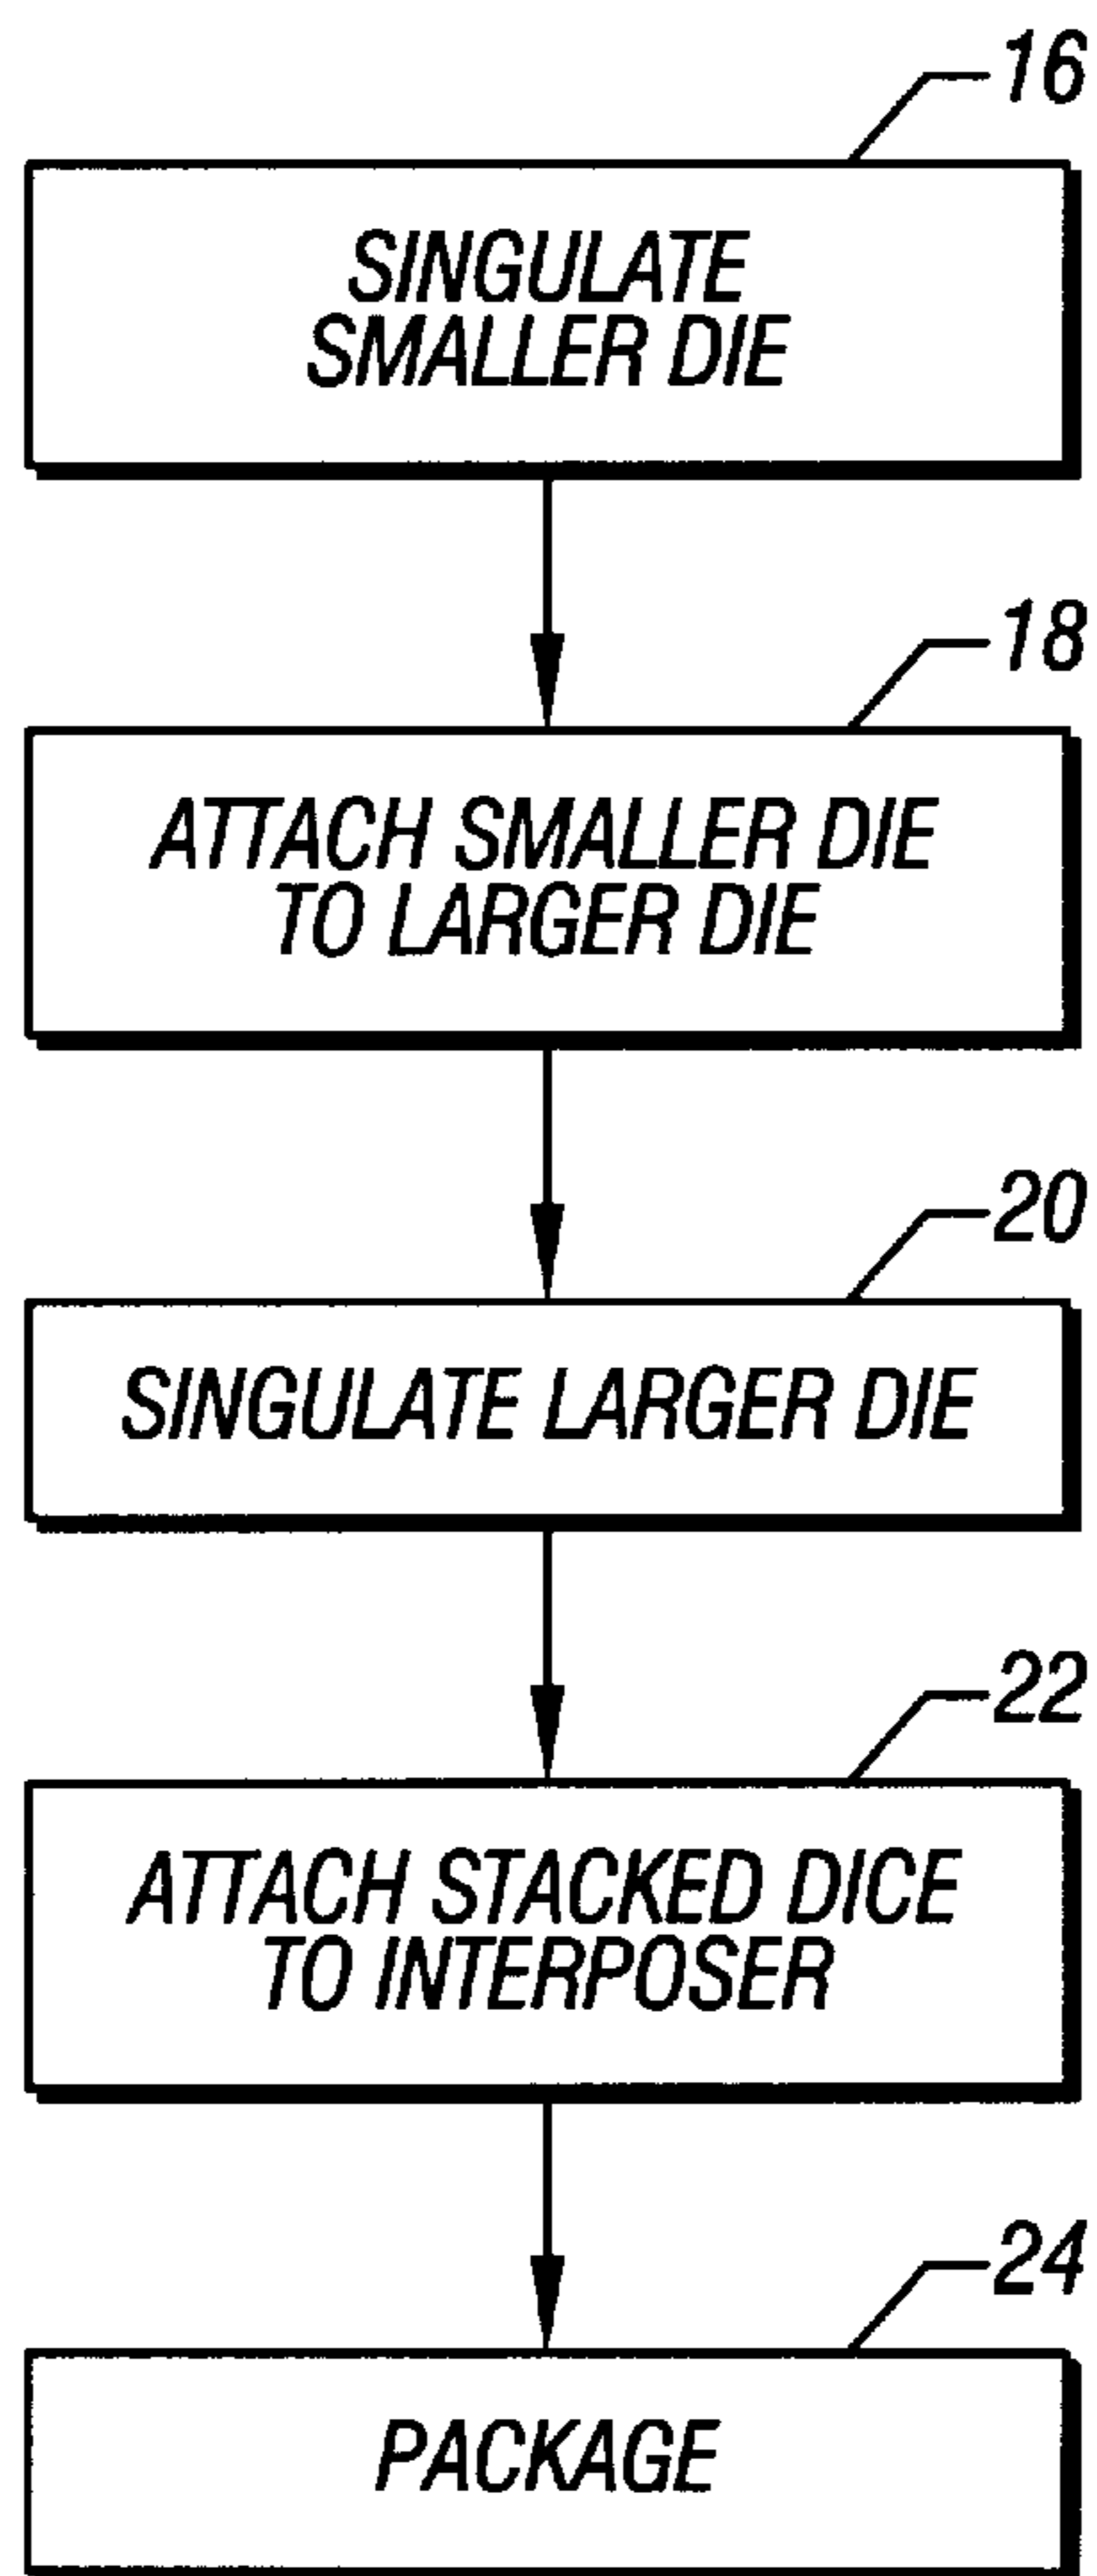 16
SINGULATE
SMALLER DIE
18
ATTACH SMALLER DIE
TO LARGER DIE
20
SINGULATE LARGER DIE
22
ATTACH STACKED DICE
TO INTERPOSER
24
PACKAGE